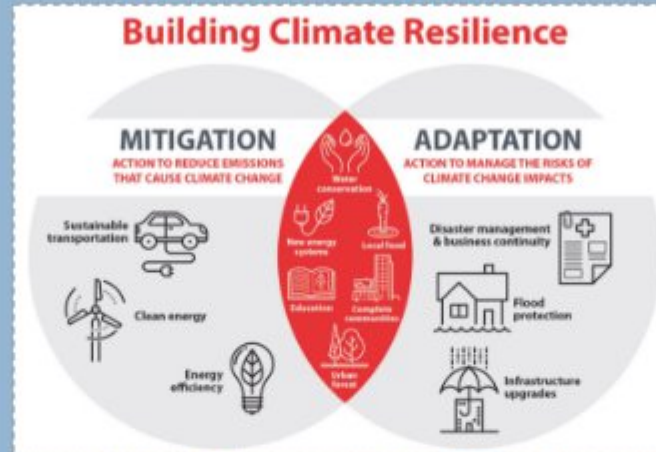 Building Climate Resilience
MITIGATION
ACTION TO REDUCE EMISSIONS
THAT CAUSE CLIMATE CHANGE
Sustainable
transportation
Clean energy
Energy
efficiency
Water
conservation
New energy
systems
Local food
Education
Complete
communities
Urban
forest
ADAPTATION
ACTION TO MANAGE THE RISKS OF
CLIMATE CHANGE IMPACTS
Disaster management
& business continuity
Flood
protection
Infrastructure
upgrades